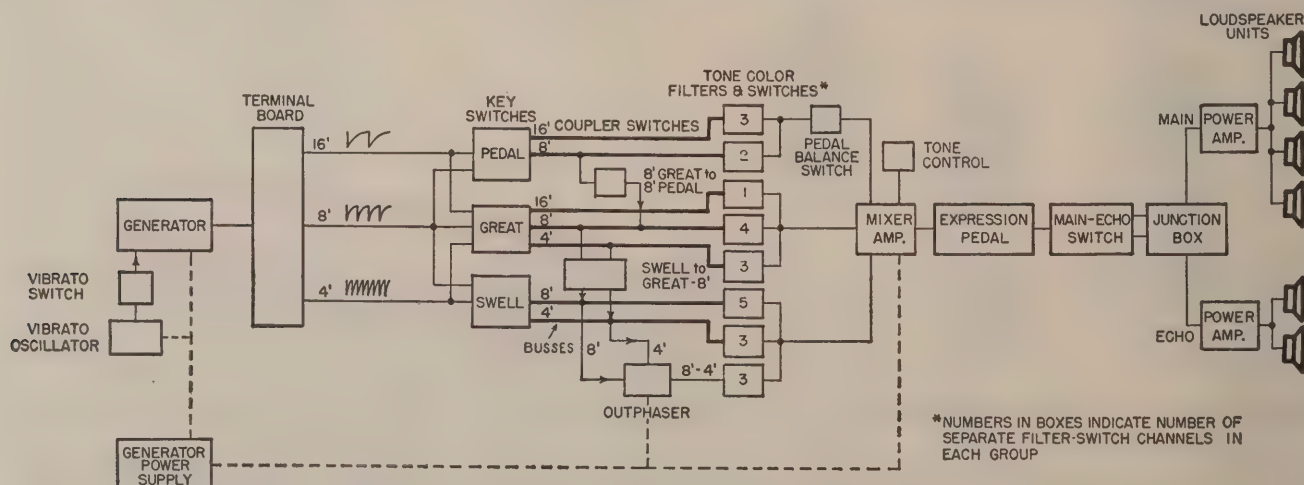 LOUDSPEAKER
UNITS
TONE COLOR
FILTERS & SWITCHES*
TERMINAL
BOARD
KEY
SWITCHES
16'
8'
4'
PEDAL
16'
8'
COUPLER SWITCHES
3
2
PEDAL
BALANCE
SWITCH
TONE
CONTROL
MAIN
POWER
AMP.
8' GREAT to
8' PEDAL
GENERATOR
GREAT
16'
8'
4'
1
4
3
MIXER
AMP.
EXPRESSION
PEDAL
MAIN-ECHO
SWITCH
JUNCTION
BOX
SWELL to
GREAT-8'
VIBRATO
SWITCH
VIBRATO
OSCILLATOR
SWELL
8'
4'
BUSSES
5
3
8'
4'
8'-4'
3
OUTPHASER
ECHO
POWER
AMP.
GENERATOR
POWER
SUPPLY
*NUMBERS IN BOXES INDICATE NUMBER OF
SEPARATE FILTER-SWITCH CHANNELS IN
EACH GROUP